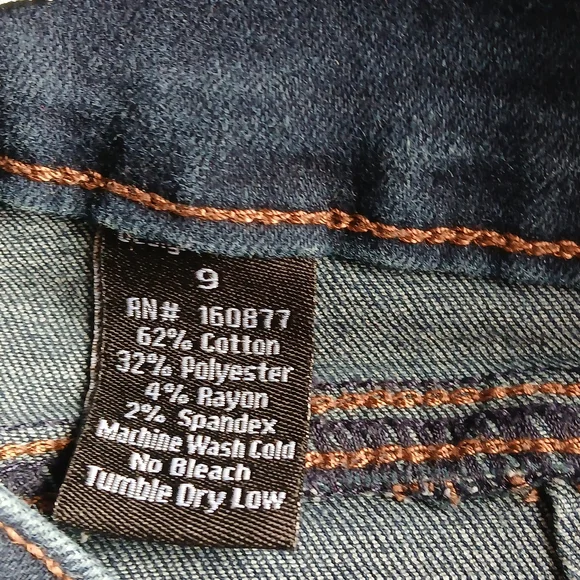 9
RN# 160877
62% Cotton
32% Polyester
4% Rayon
2% Spandex
Machine Wash Cold
No Bleach
Tumble Dry Low